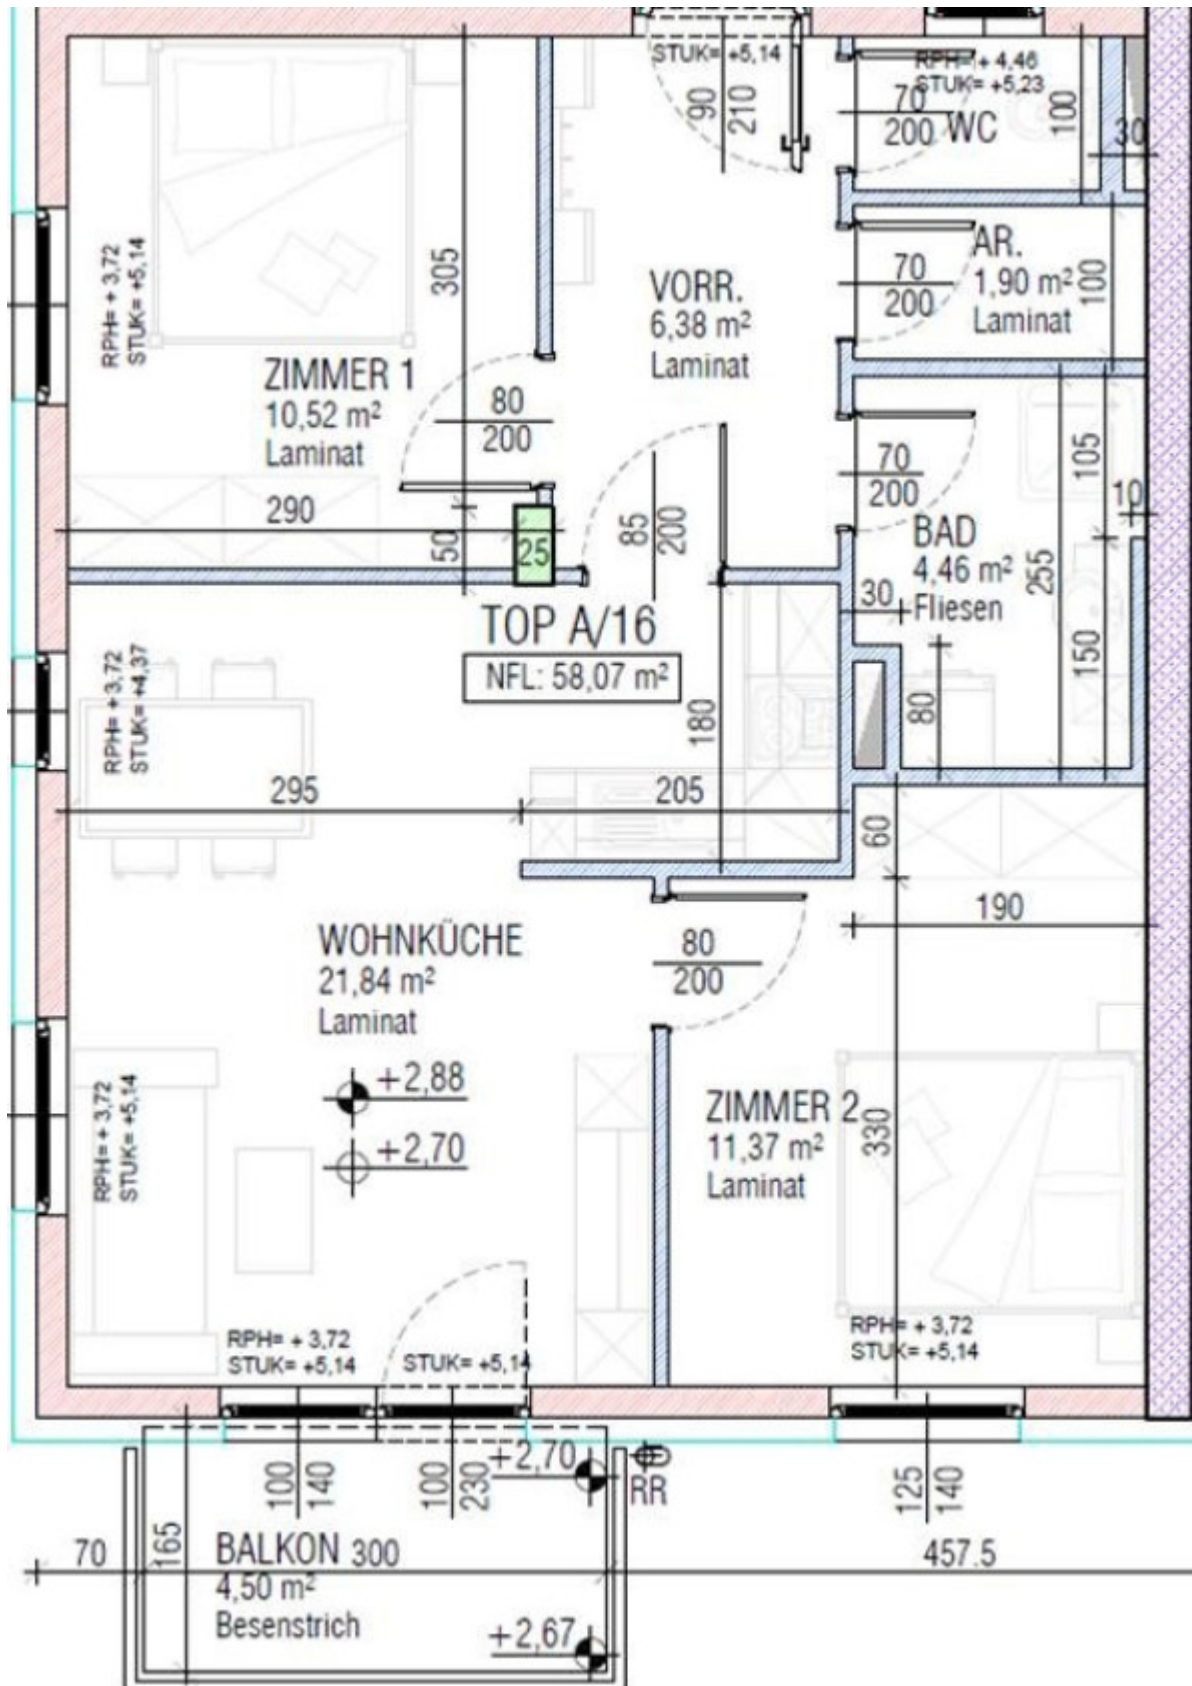 STUK= +5,14
90
210
RPH= + 4,46
STUK= +5,23
70
200
WC
100
30
RPH= + 3,72
STUK= +5,14
305
VORR.
6,38 m²
Laminat
70
200
AR.
1,90 m²
Laminat
100
ZIMMER 1
10,52 m²
Laminat
80
200
290
50
25
85
200
70
200
BAD
4,46 m²
Fliesen
105
10
255
150
30
80
TOP A/16
NFL: 58,07 m²
RPH= + 3,72
STUK= +4,37
180
295
205
60
190
WOHNKÜCHE
21,84 m²
Laminat
80
200
+2,88
+2,70
RPH= + 3,72
STUK= +5,14
ZIMMER 2
11,37 m²
Laminat
330
RPH= + 3,72
STUK= +5,14
STUK= +5,14
RPH= + 3,72
STUK= +5,14
100
140
100
230
+2,70
RR
125
140
70
165
BALKON
300
457.5
4,50 m²
Besenstrich
+2,67